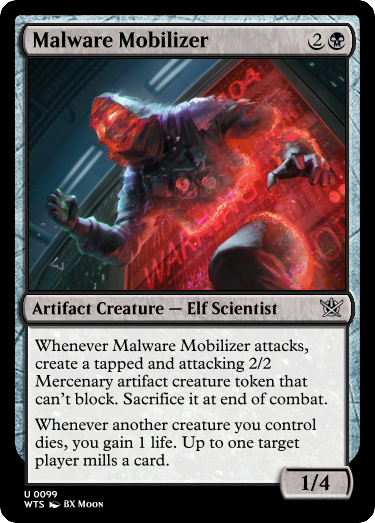 Malware Mobilizer 2
404
Artifact Creature — Elf Scientist
Whenever Malware Mobilizer attacks,
create a tapped and attacking 2/2
Mercenary artifact creature token that
can't block. Sacrifice it at end of combat.
Whenever another creature you control
dies, you gain 1 life. Up to one target
player mills a card.
1/4
U 0099
WTS BX Moon